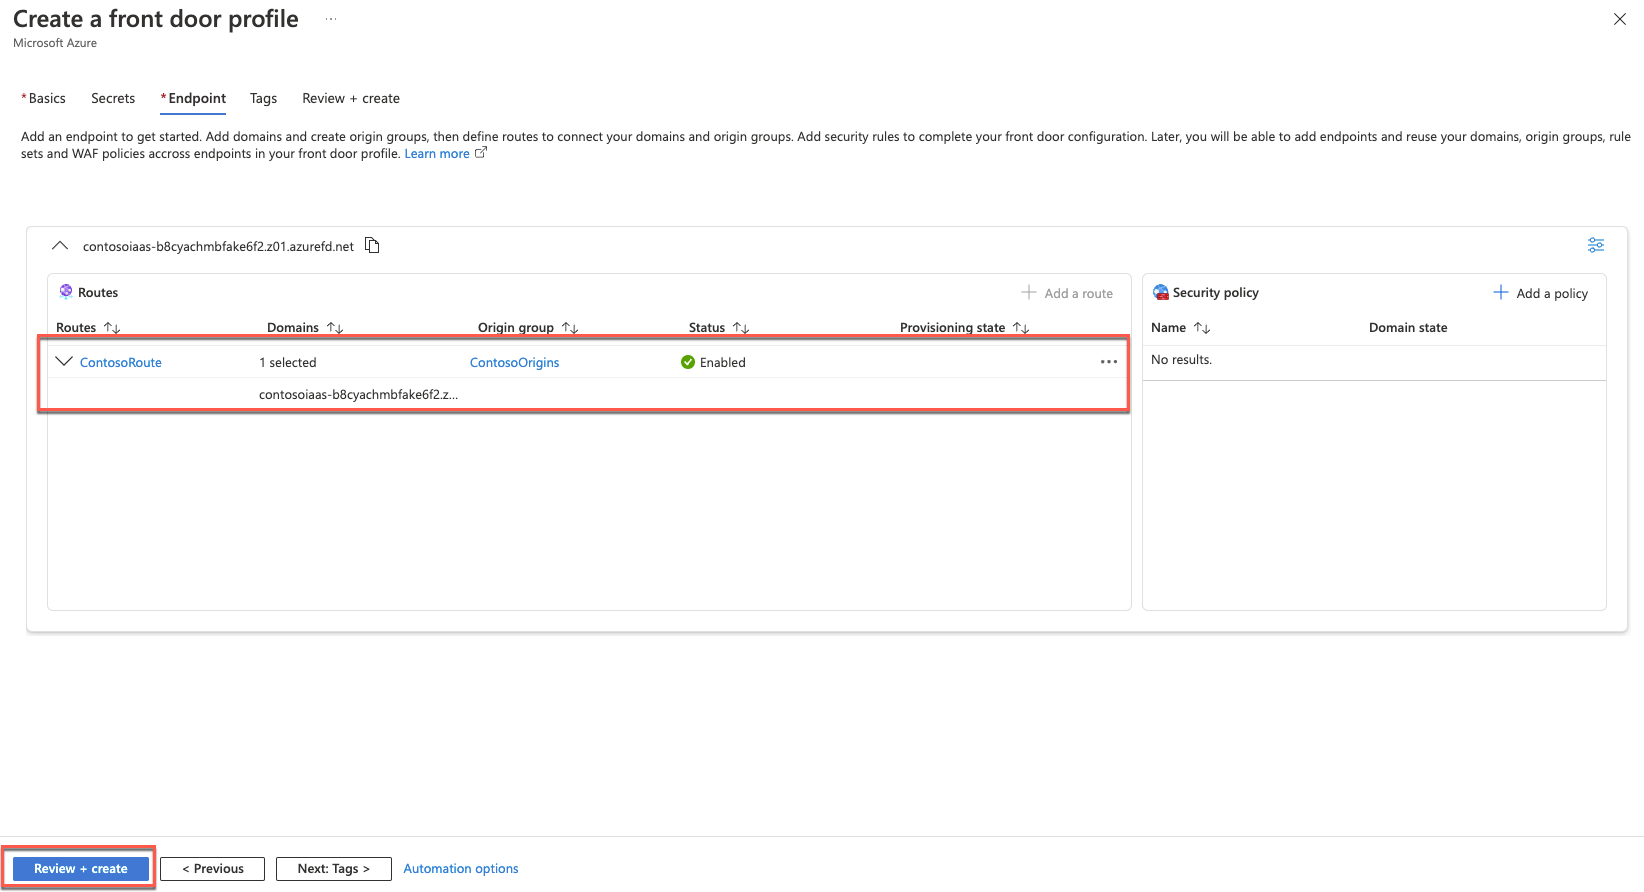 Create a front door profile ...
Microsoft Azure
* Basics Secrets * Endpoint Tags Review + create
Add an endpoint to get started. Add domains and create origin groups, then define routes to connect your domains and origin groups. Add security rules to complete your front door configuration. Later, you will be able to add endpoints and reuse your domains, origin groups, rule
sets and WAF policies accross endpoints in your front door profile. Learn more
contosoiaas-b8cyachmbfake6f2.z01.azurefd.net
Routes + Add a route
Routes ↑↓ Domains ↑↓ Origin group ↑↓ Status ↑↓ Provisioning state ↑↓
ContosoRoute 1 selected ContosoOrigins Enabled ...
contosoiaas-b8cyachmbfake6f2.z...
Security policy + Add a policy
Name ↑↓ Domain state
No results.
Review + create < Previous Next: Tags > Automation options